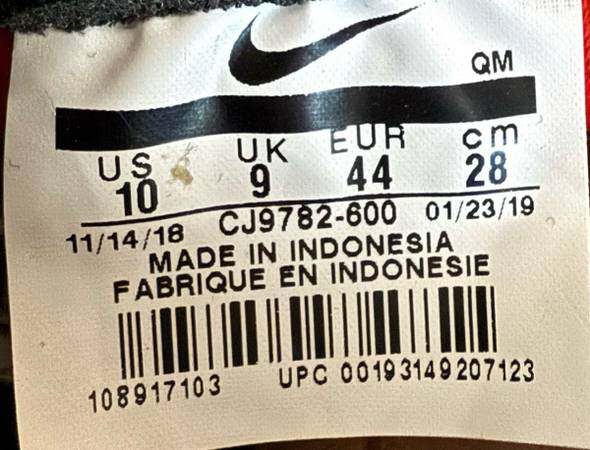 QM
US UK EUR cm
10 9 44 28
11/14/18 CJ9782-600 01/23/19
MADE IN INDONESIA
FABRIQUE EN INDONESIE
108917103 UPC 00193149207123